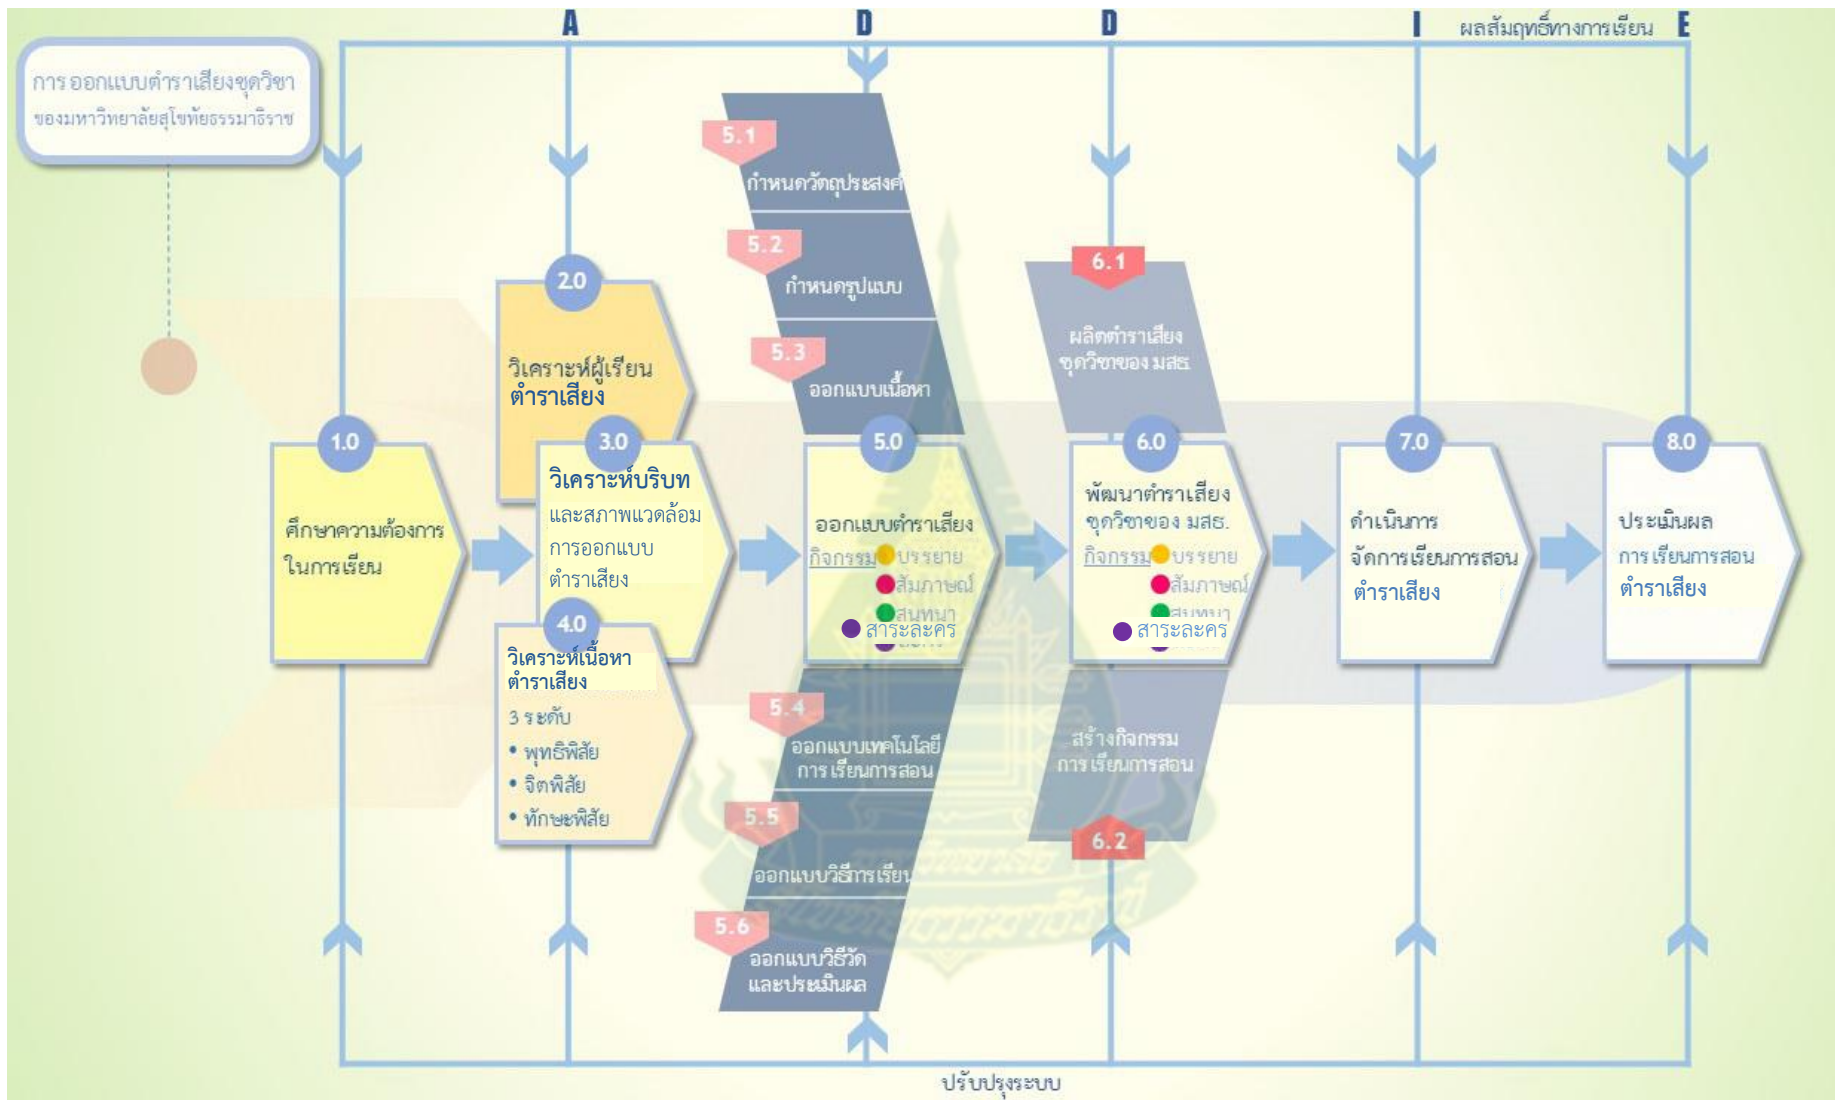 A D D I ผลสัมฤทธิ์ทางการเรียน E
การออกแบบตำราเสียงชุดวิชา
ของมหาวิทยาลัยสุโขทัยธรรมาธิราช
1.0
ศึกษาความต้องการ
ในการเรียน
2.0
วิเคราะห์ผู้เรียน
ตำราเสียง
3.0
วิเคราะห์บริบท
และสภาพแวดล้อม
การออกแบบ
ตำราเสียง
4.0
วิเคราะห์เนื้อหา
ตำราเสียง
3 ระดับ
• พุทธิพิสัย
• จิตพิสัย
• ทักษะพิสัย
5.1
กำหนดวัตถุประสงค์
5.2
กำหนดรูปแบบ
5.3
ออกแบบเนื้อหา
5.0
ออกแบบตำราเสียง
กิจกรรม บรรยาย
สัมภาษณ์
สนทนา
สาระละคร
5.4
ออกแบบเทคโนโลยี
การเรียนการสอน
5.5
ออกแบบวิธีการเรียน
5.6
ออกแบบวิธีวัด
และประเมินผล
6.1
ผลิตตำราเสียง
ชุดวิชาของ มสธ.
6.0
พัฒนาตำราเสียง
ชุดวิชาของ มสธ.
กิจกรรม บรรยาย
สัมภาษณ์
สนทนา
สาระละคร
สร้างกิจกรรม
การเรียนการสอน
6.2
7.0
ดำเนินการ
จัดการเรียนการสอน
ตำราเสียง
8.0
ประเมินผล
การเรียนการสอน
ตำราเสียง
ปรับปรุงระบบ